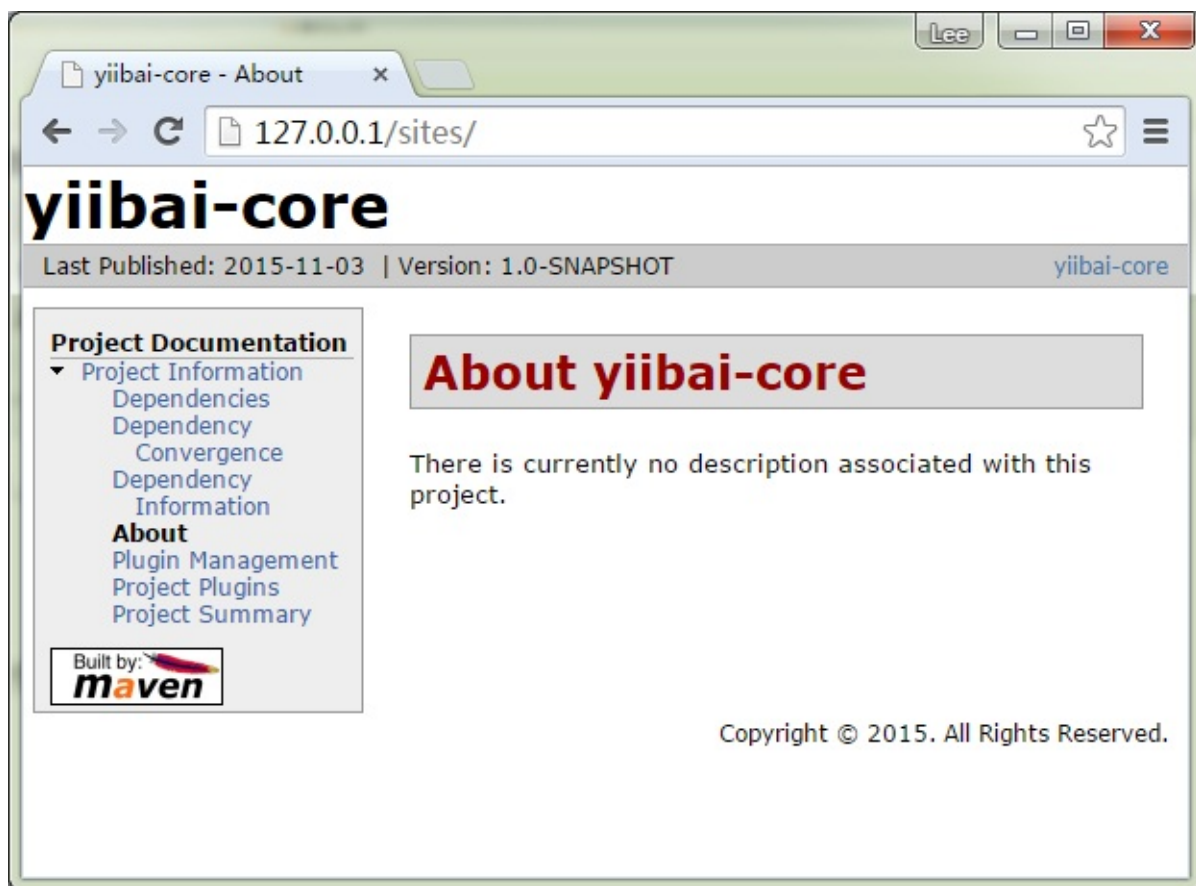 Lee
yiibai-core - About
127.0.0.1/sites/
yiibai-core
Last Published: 2015-11-03 | Version: 1.0-SNAPSHOT
yiibai-core
Project Documentation
Project Information
Dependencies
Dependency
Convergence
Dependency
Information
About
Plugin Management
Project Plugins
Project Summary
Built by:
maven
About yiibai-core
There is currently no description associated with this
project.
Copyright © 2015. All Rights Reserved.